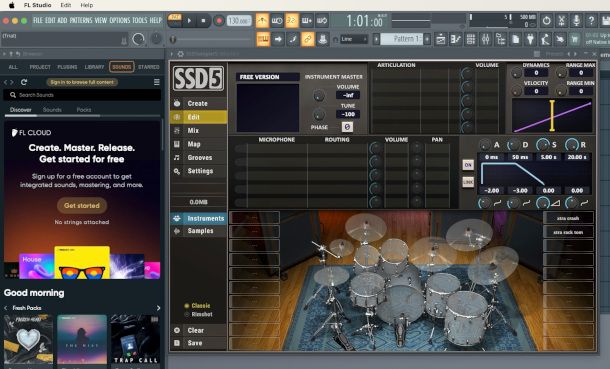 FL Studio Edit Help
FILE EDIT ADD PATTERNS VIEW OPTIONS TOOLS HELP
130.000
1:01:00
500 MB
(Trial)
Line
Pattern 1
Browser
ALL PROJECT PLUGINS LIBRARY SOUNDS STARRED
Sign in to browse full content
Search Sounds
Discover Sounds Packs
FL CLOUD
Create. Master. Release.
Get started for free
Sign up for a free account to get
integrated sounds, mastering, and more.
Get started
No strings attached
House
Good morning
Fresh Packs
THE MIST
TRAP CALL
Presets
SSD5
Create
Edit
Mix
Map
Grooves
Settings
0.0MB
Instruments
Samples
Classic
Rimshot
Clear
Save
FREE VERSION
INSTRUMENT MASTER
VOLUME
-inf
TUNE
-100
PHASE
ARTICULATION
VOLUME
DYNAMICS
0
RANGE MAX
0
VELOCITY
0
RANGE MIN
0
MICROPHONE ROUTING VOLUME PAN
ON
LINK
A D S R
0 ms 50 ms 5.00 s 20.00 s
-2.00 -3.00 0.00 0.00
xtra crash
xtra rack tom